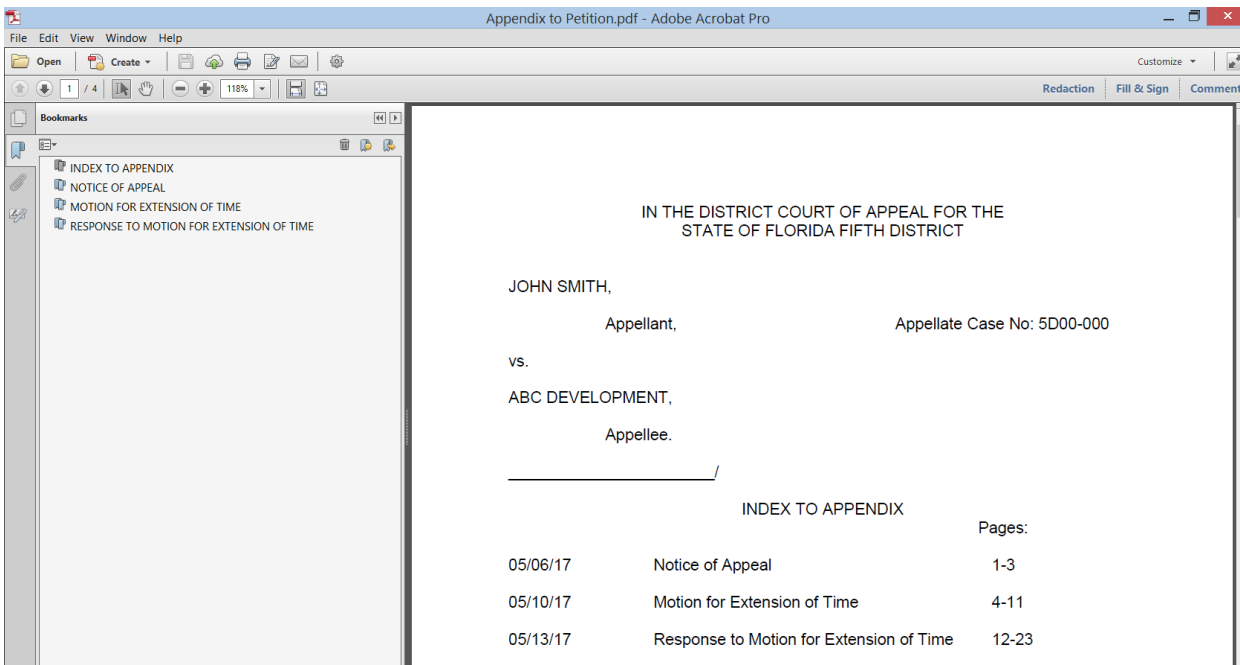 Appendix to Petition.pdf - Adobe Acrobat Pro
File Edit View Window Help
Open Create Customize
1 / 4 118% Redaction Fill & Sign Comment
Bookmarks
INDEX TO APPENDIX
NOTICE OF APPEAL
MOTION FOR EXTENSION OF TIME
RESPONSE TO MOTION FOR EXTENSION OF TIME
IN THE DISTRICT COURT OF APPEAL FOR THE
STATE OF FLORIDA FIFTH DISTRICT
JOHN SMITH,
Appellant, Appellate Case No: 5D00-000
vs.
ABC DEVELOPMENT,
Appellee.
/
INDEX TO APPENDIX
Pages:
05/06/17 Notice of Appeal 1-3
05/10/17 Motion for Extension of Time 4-11
05/13/17 Response to Motion for Extension of Time 12-23